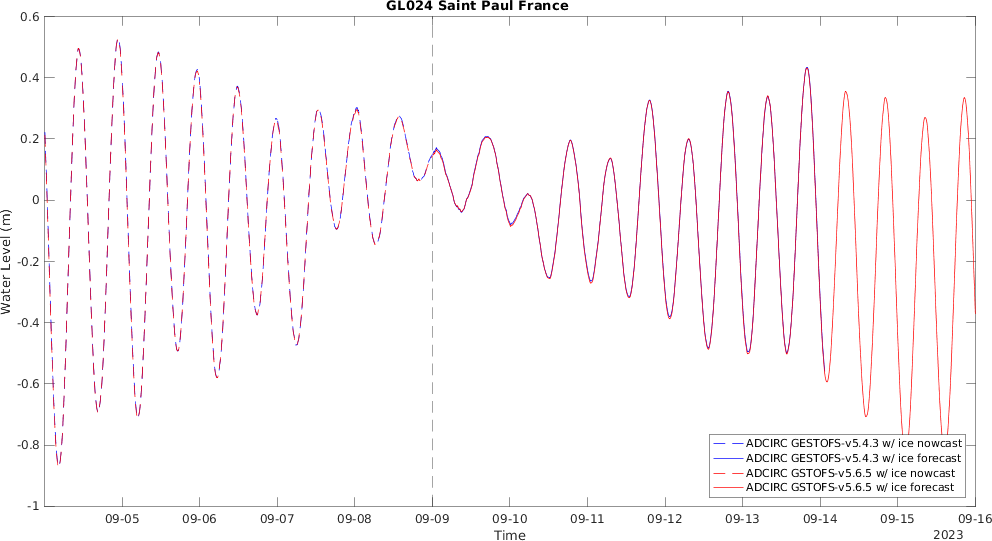 GL024 Saint Paul France
0.6
0.4
0.2
0
-0.2
-0.4
-0.6
-0.8
-1
Water Level (m)
ADCIRC GESTOFS-v5.4.3 w/ ice nowcast
ADCIRC GESTOFS-v5.4.3 w/ ice forecast
ADCIRC GSTOFS-v5.6.5 w/ ice nowcast
ADCIRC GSTOFS-v5.6.5 w/ ice forecast
09-05 09-06 09-07 09-08 09-09 09-10 09-11 09-12 09-13 09-14 09-15 09-16
Time
2023